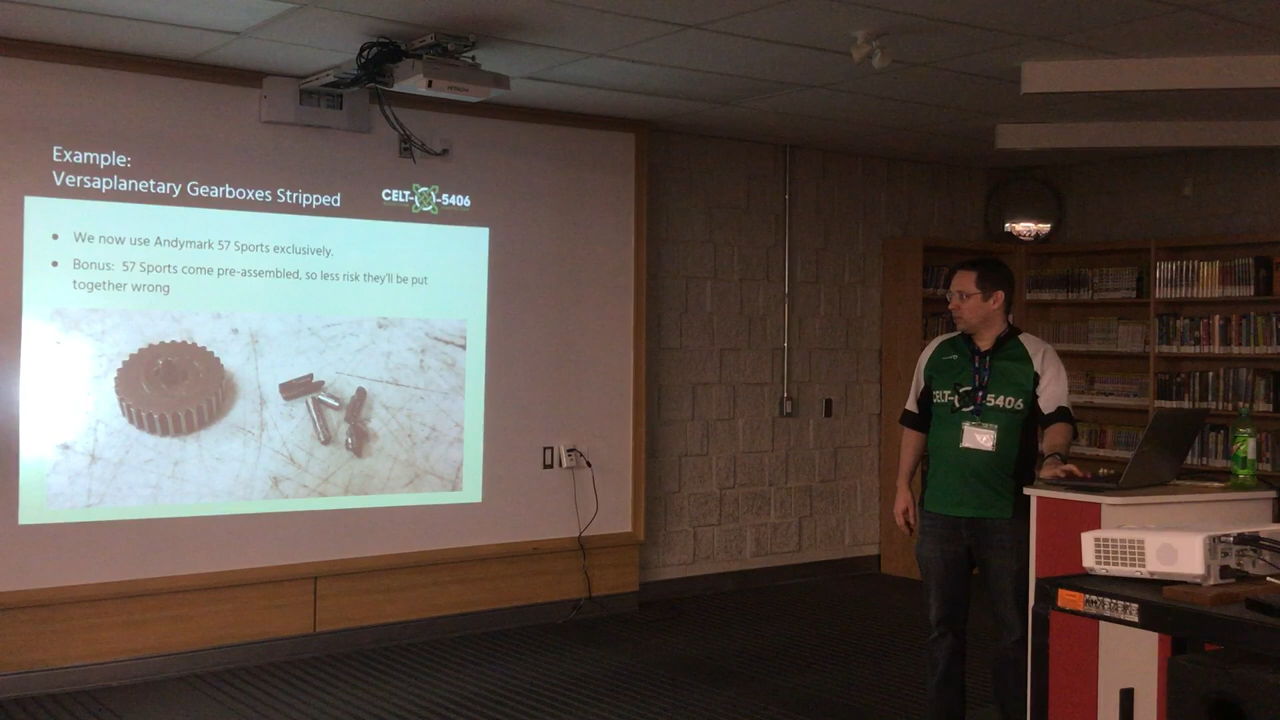 HITACHI
Example:
Versaplanetary Gearboxes Stripped
CELT-X-5406
• We now use Andymark 57 Sports exclusively.
• Bonus: 57 Sports come pre-assembled, so less risk they'll be put
together wrong
CELT-X-5406